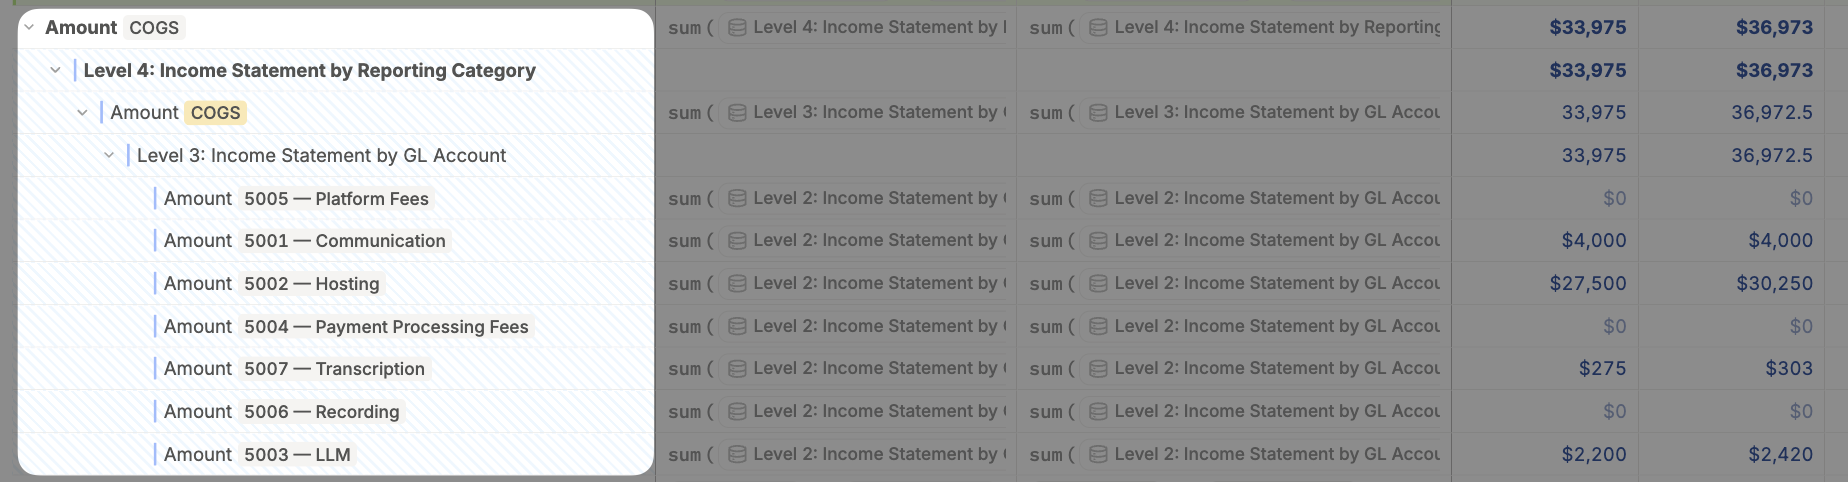 Amount COGS sum ( Level 4: Income Statement by sum ( Level 4: Income Statement by Reporting $33,975 $36,973
Level 4: Income Statement by Reporting Category $33,975 $36,973
Amount COGS sum ( Level 3: Income Statement by sum ( Level 3: Income Statement by GL Accou 33,975 36,972.5
Level 3: Income Statement by GL Account 33,975 36,972.5
Amount 5005 — Platform Fees sum ( Level 2: Income Statement by sum ( Level 2: Income Statement by GL Accou $0 $0
Amount 5001 — Communication sum ( Level 2: Income Statement by sum ( Level 2: Income Statement by GL Accou $4,000 $4,000
Amount 5002 — Hosting sum ( Level 2: Income Statement by sum ( Level 2: Income Statement by GL Accou $27,500 $30,250
Amount 5004 — Payment Processing Fees sum ( Level 2: Income Statement by sum ( Level 2: Income Statement by GL Accou $0 $0
Amount 5007 — Transcription sum ( Level 2: Income Statement by sum ( Level 2: Income Statement by GL Accou $275 $303
Amount 5006 — Recording sum ( Level 2: Income Statement by sum ( Level 2: Income Statement by GL Accou $0 $0
Amount 5003 — LLM sum ( Level 2: Income Statement by sum ( Level 2: Income Statement by GL Accou $2,200 $2,420